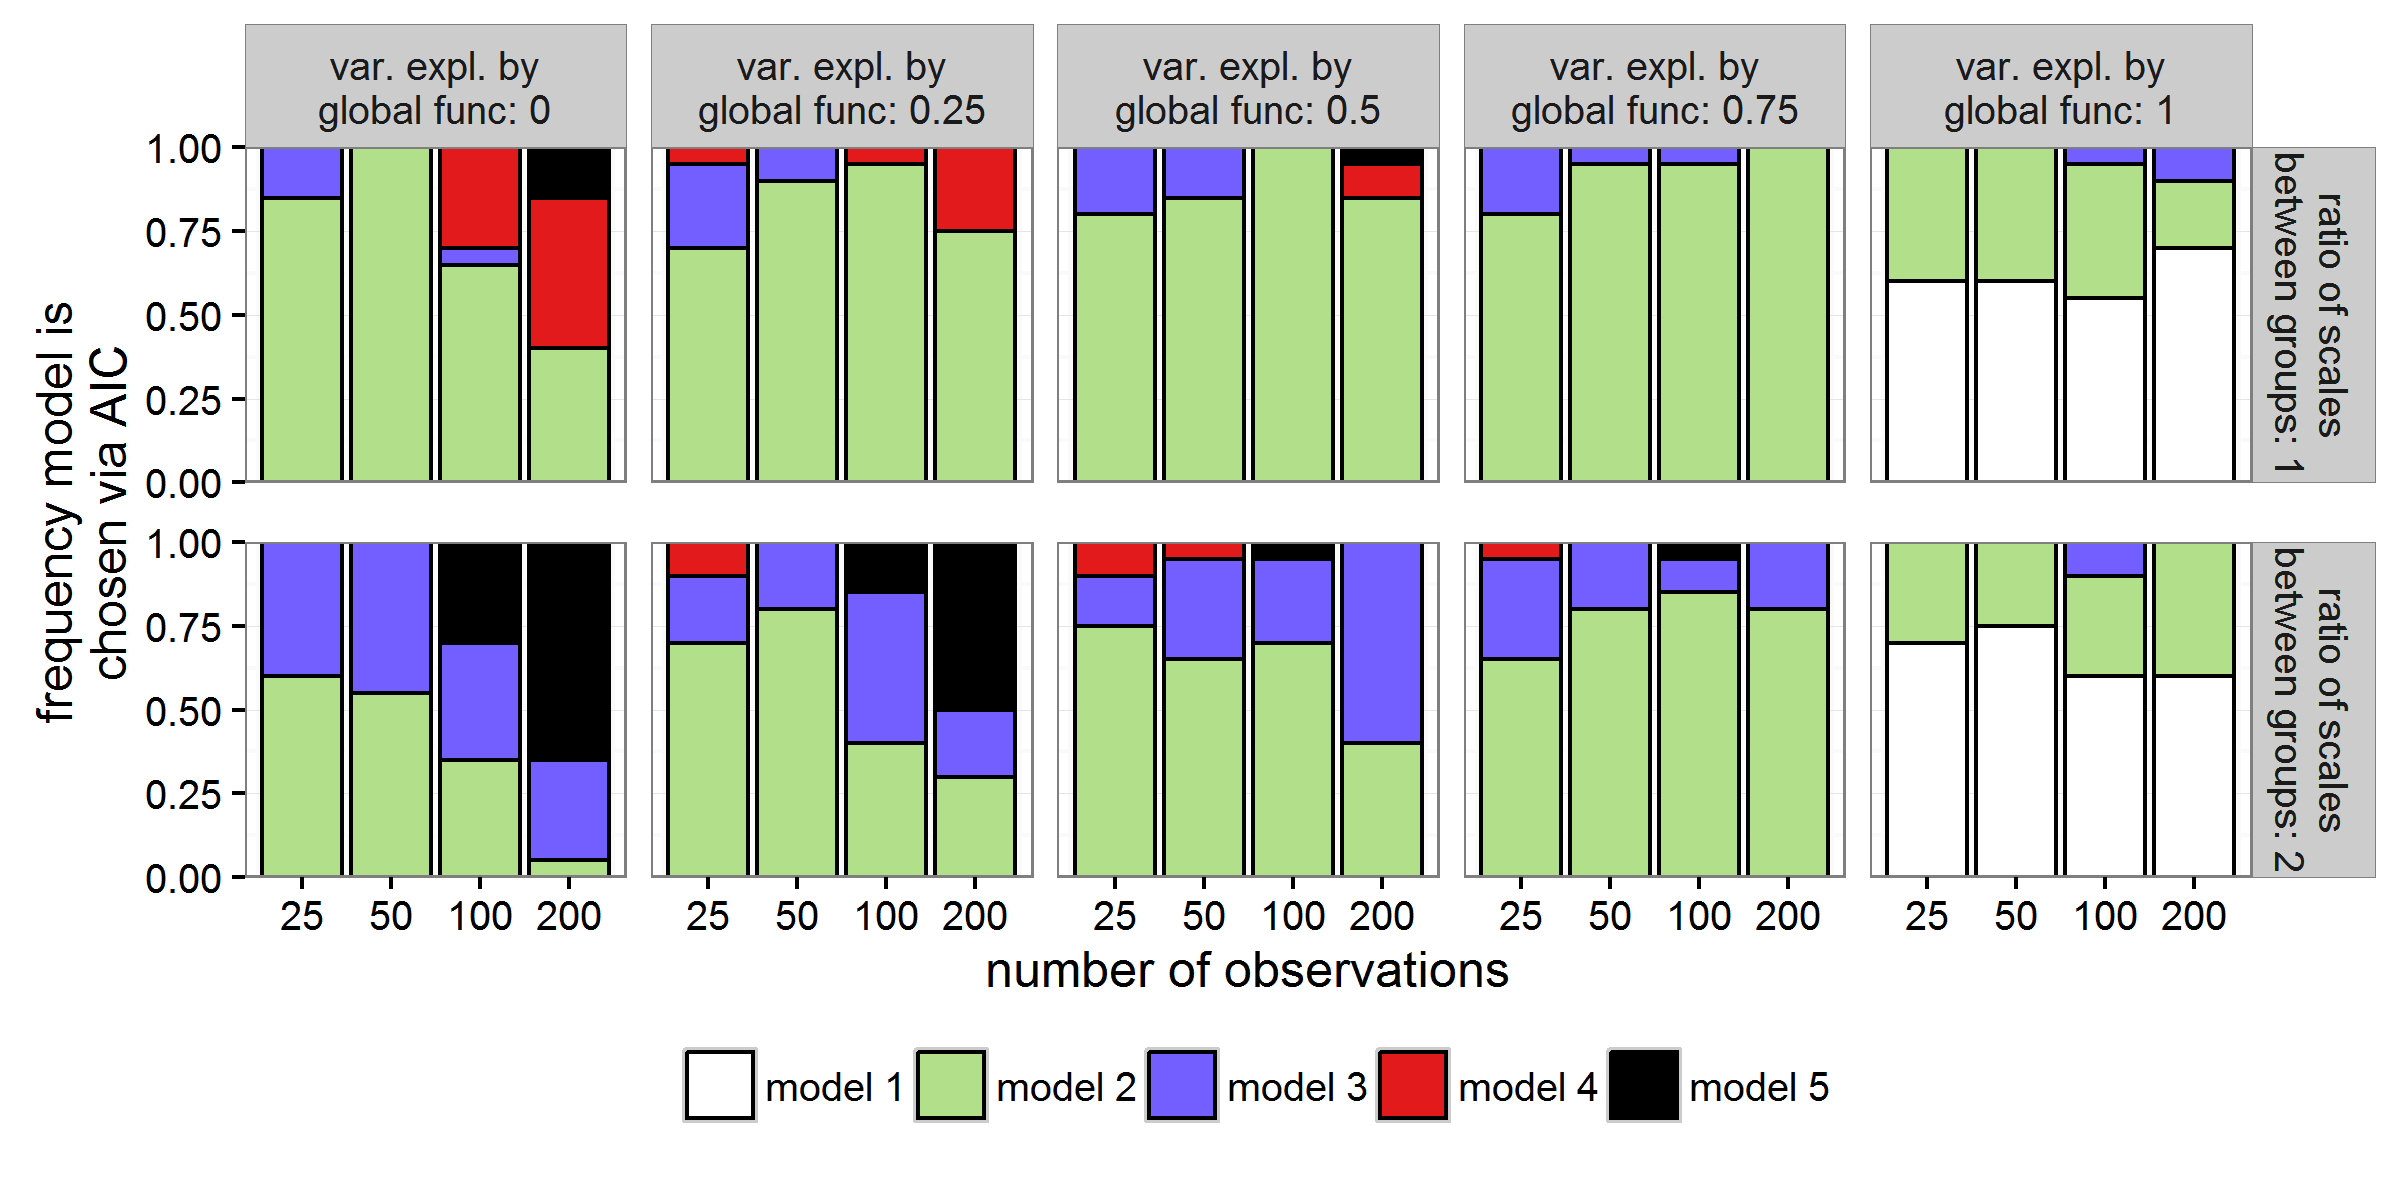 var. expl. by
global func: 0
var. expl. by
global func: 0.25
var. expl. by
global func: 0.5
var. expl. by
global func: 0.75
var. expl. by
global func: 1
frequency model is
chosen via AIC
1.00
0.75
0.50
0.25
0.00
ratio of scales
between groups: 1
1.00
0.75
0.50
0.25
0.00
ratio of scales
between groups: 2
25 50 100 200
25 50 100 200
25 50 100 200
25 50 100 200
25 50 100 200
number of observations
model 1
model 2
model 3
model 4
model 5